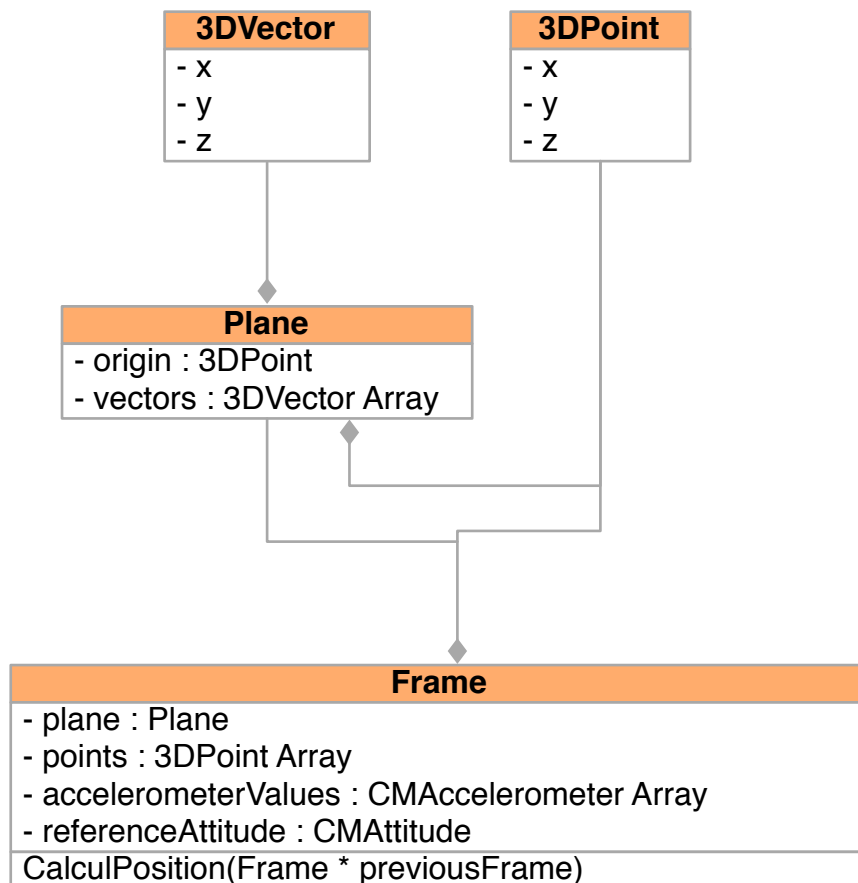 3DVector
- x
- y
- z
3DPoint
- x
- y
- z
Plane
- origin : 3DPoint
- vectors : 3DVector Array
Frame
- plane : Plane
- points : 3DPoint Array
- accelerometerValues : CMAccelerometer Array
- referenceAttitude : CMAttitude
CalculPosition(Frame * previousFrame)